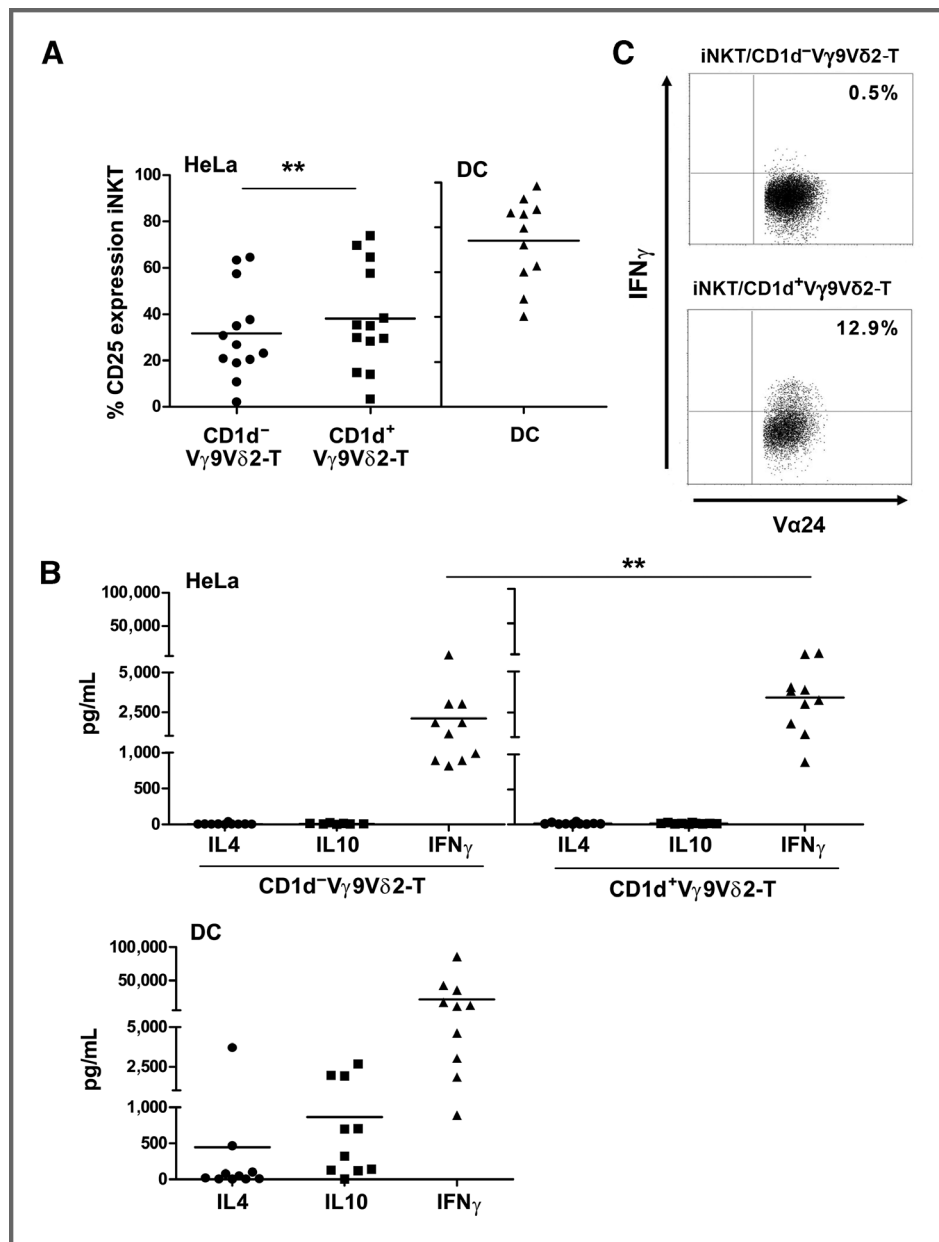 A
HeLa
**
DC
% CD25 expression iNKT
100
80
60
40
20
0
CD1d⁻
Vγ9Vδ2-T
CD1d⁺
Vγ9Vδ2-T
DC
C
iNKT/CD1d⁻Vγ9Vδ2-T
0.5%
iNKT/CD1d⁺Vγ9Vδ2-T
12.9%
IFNγ
Vα24
B
HeLa
**
pg/mL
100,000
50,000
5,000
2,500
1,000
500
0
IL4 IL10 IFNγ
CD1d⁻Vγ9Vδ2-T
IL4 IL10 IFNγ
CD1d⁺Vγ9Vδ2-T
DC
pg/mL
100,000
50,000
5,000
2,500
1,000
500
0
IL4 IL10 IFNγ